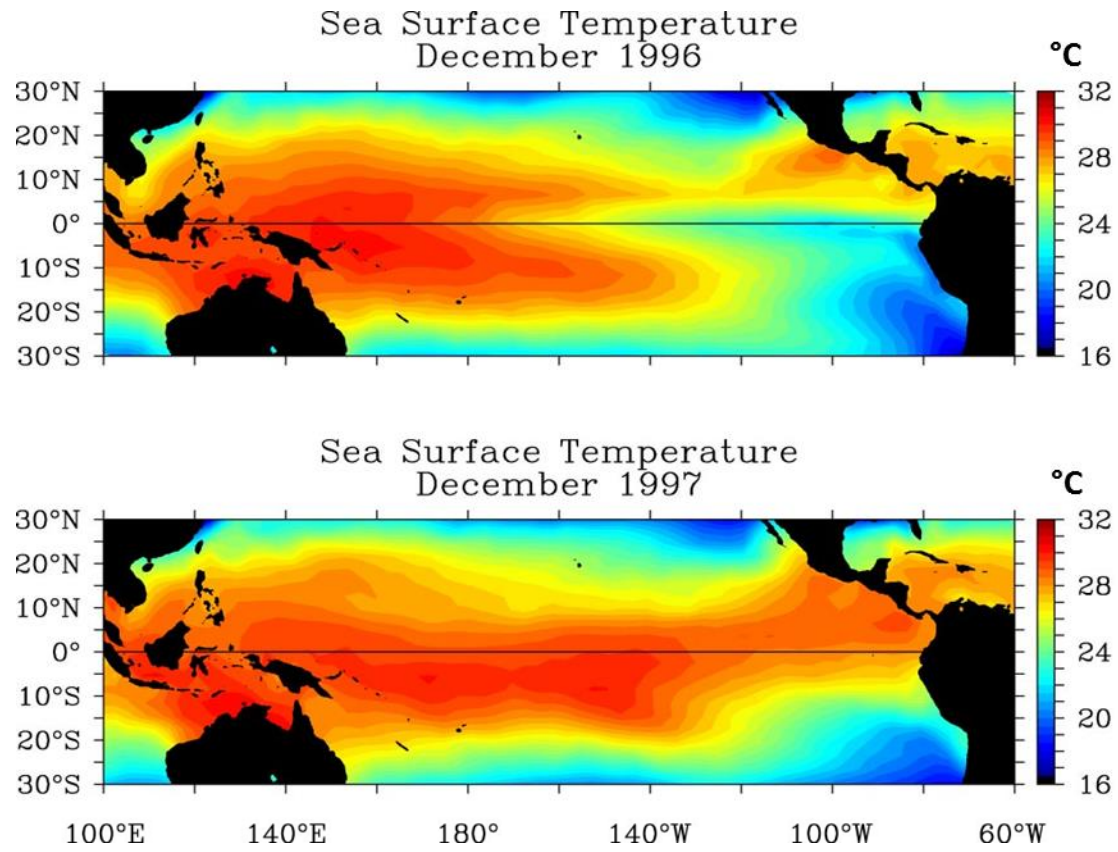 Sea Surface Temperature
December 1996
°C
30°N
20°N
10°N
0°
10°S
20°S
30°S
32
28
24
20
16
Sea Surface Temperature
December 1997
°C
30°N
20°N
10°N
0°
10°S
20°S
30°S
32
28
24
20
16
100°E 140°E 180° 140°W 100°W 60°W